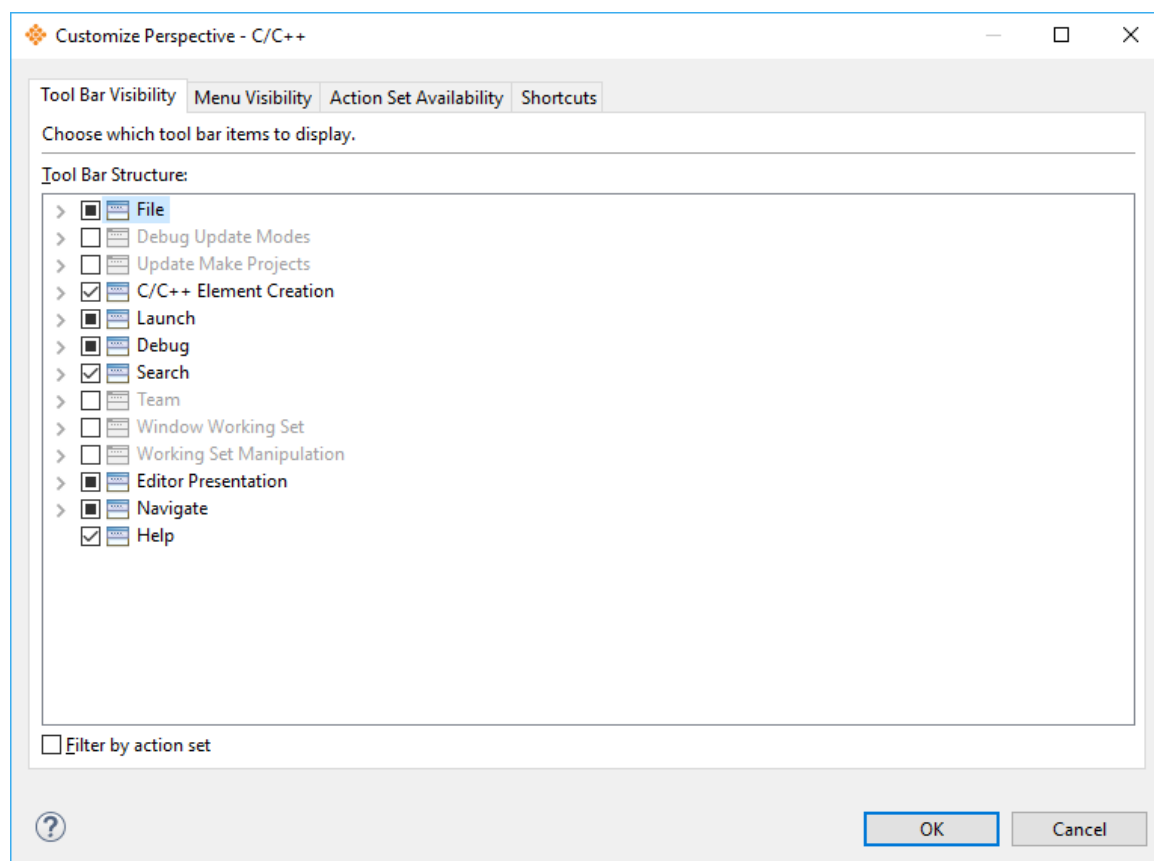 Customize Perspective - C/C++
Tool Bar Visibility Menu Visibility Action Set Availability Shortcuts
Choose which tool bar items to display.
Tool Bar Structure:
File
Debug Update Modes
Update Make Projects
C/C++ Element Creation
Launch
Debug
Search
Team
Window Working Set
Working Set Manipulation
Editor Presentation
Navigate
Help
Filter by action set
OK Cancel